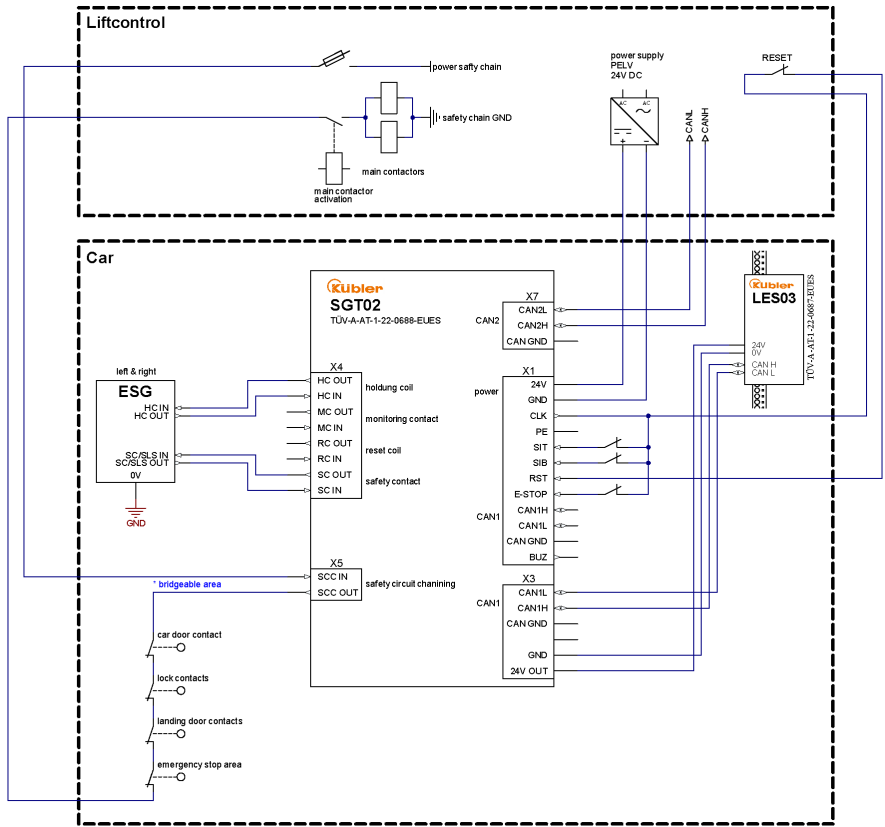 Liftcontrol
power safty chain
safety chain GND
main contactors
main contactor
activation
power supply
PELV
24V DC
AC AC
+ −
CANL
CANH
RESET
Car
Kübler
SGT02
TÜV-A-AT-1-22-0688-EUES
X7
CAN2
CAN2L
CAN2H
CAN GND
X1
power
24V
GND
CLK
PE
SIT
SIB
RST
E-STOP
CAN1
CAN1H
CAN1L
CAN GND
BUZ
X3
CAN1
CAN1L
CAN1H
CAN GND
GND
24V OUT
Kübler
LES03
TÜV-A-AT-1-22-0687-EUES
24V
0V
CAN H
CAN L
left & right
ESG
HC IN
HC OUT
SC/SLS IN
SC/SLS OUT
0V
GND
X4
HC OUT
HC IN
holdung coil
MC OUT
MC IN
monitoring contact
RC OUT
RC IN
reset coil
SC OUT
SC IN
safety contact
X5
SCC IN
SCC OUT
safety circuit chanining
* bridgeable area
car door contact
lock contacts
landing door contacts
emergency stop area